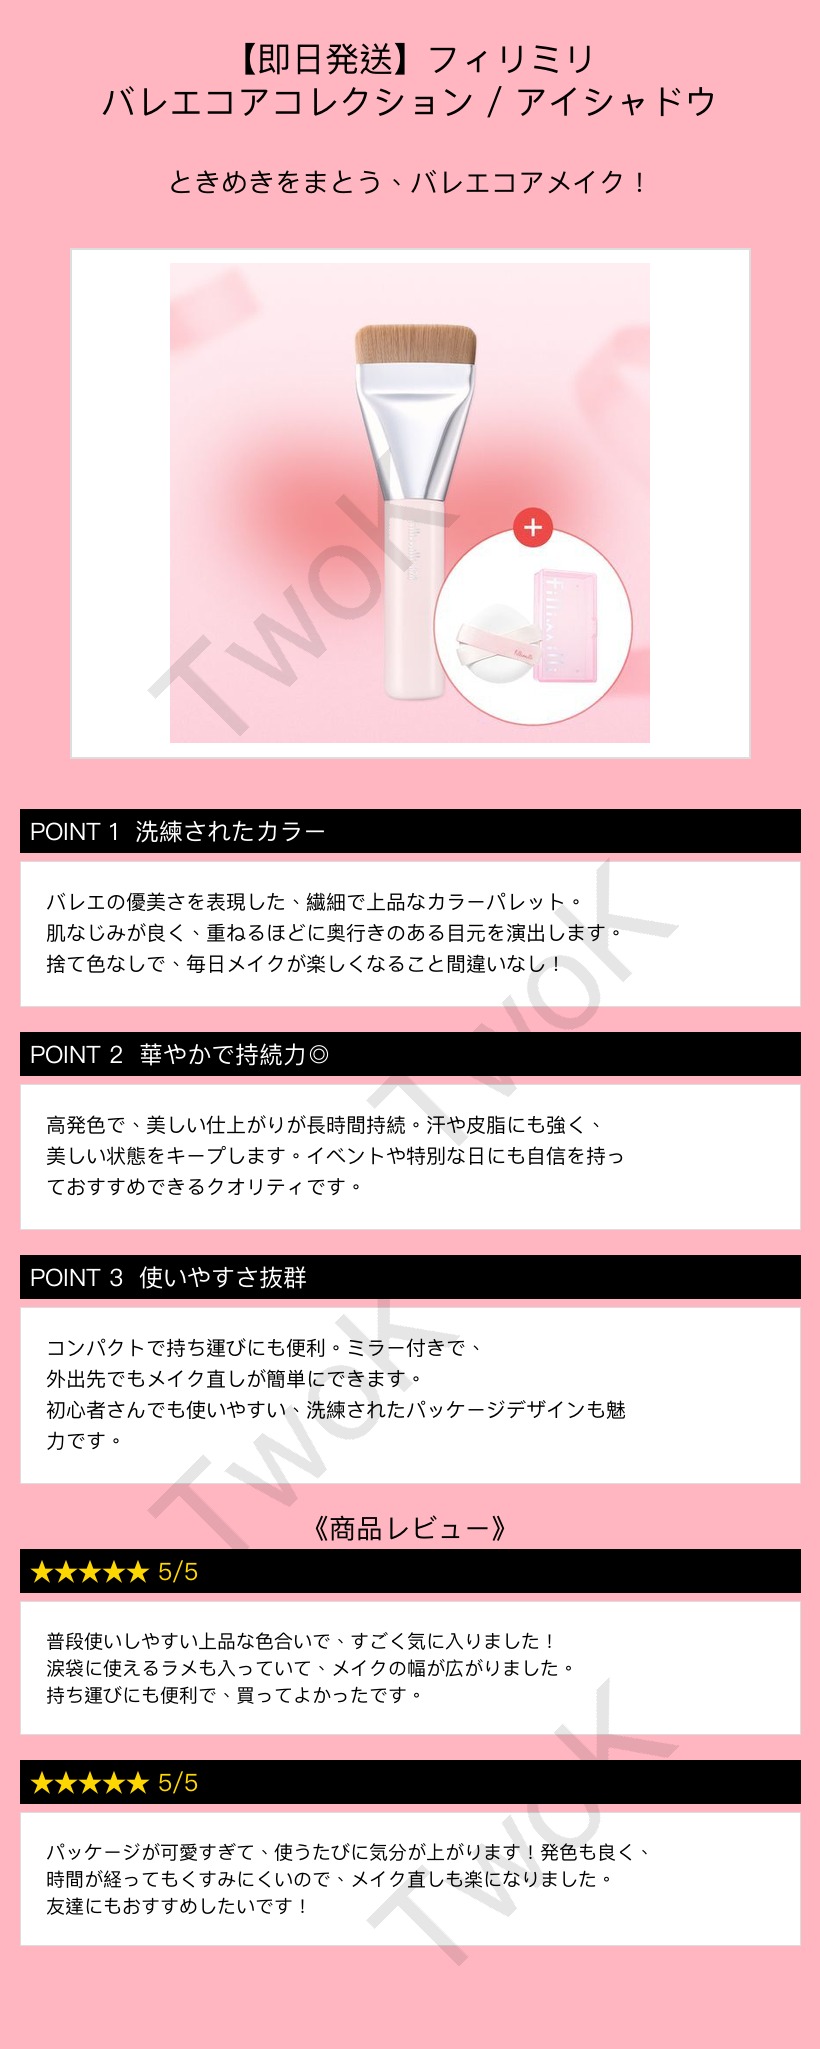 【即日発送】フィリミリ
バレエコアコレクション / アイシャドウ
ときめきをまとう、バレエコアメイク！
fillimilli
+
fillimilli
fillimilli
TwoK
POINT 1 洗練されたカラー
バレエの優美さを表現した、繊細で上品なカラーパレット。
肌なじみが良く、重ねるほどに奥行きのある目元を演出します。
捨て色なしで、毎日メイクが楽しくなること間違いなし！
TwoK
POINT 2 華やかで持続力◎
高発色で、美しい仕上がりが長時間持続。汗や皮脂にも強く、
美しい状態をキープします。イベントや特別な日にも自信を持っ
ておすすめできるクオリティです。
POINT 3 使いやすさ抜群
コンパクトで持ち運びにも便利。ミラー付きで、
外出先でもメイク直しが簡単にできます。
初心者さんでも使いやすい、洗練されたパッケージデザインも魅
力です。
TwoK
《商品レビュー》
★★★★★ 5/5
普段使いしやすい上品な色合いで、すごく気に入りました！
涙袋に使えるラメも入っていて、メイクの幅が広がりました。
持ち運びにも便利で、買ってよかったです。
★★★★★ 5/5
パッケージが可愛すぎて、使うたびに気分が上がります！発色も良く、
時間が経ってもくすみにくいので、メイク直しも楽になりました。
友達にもおすすめしたいです！
TwoK